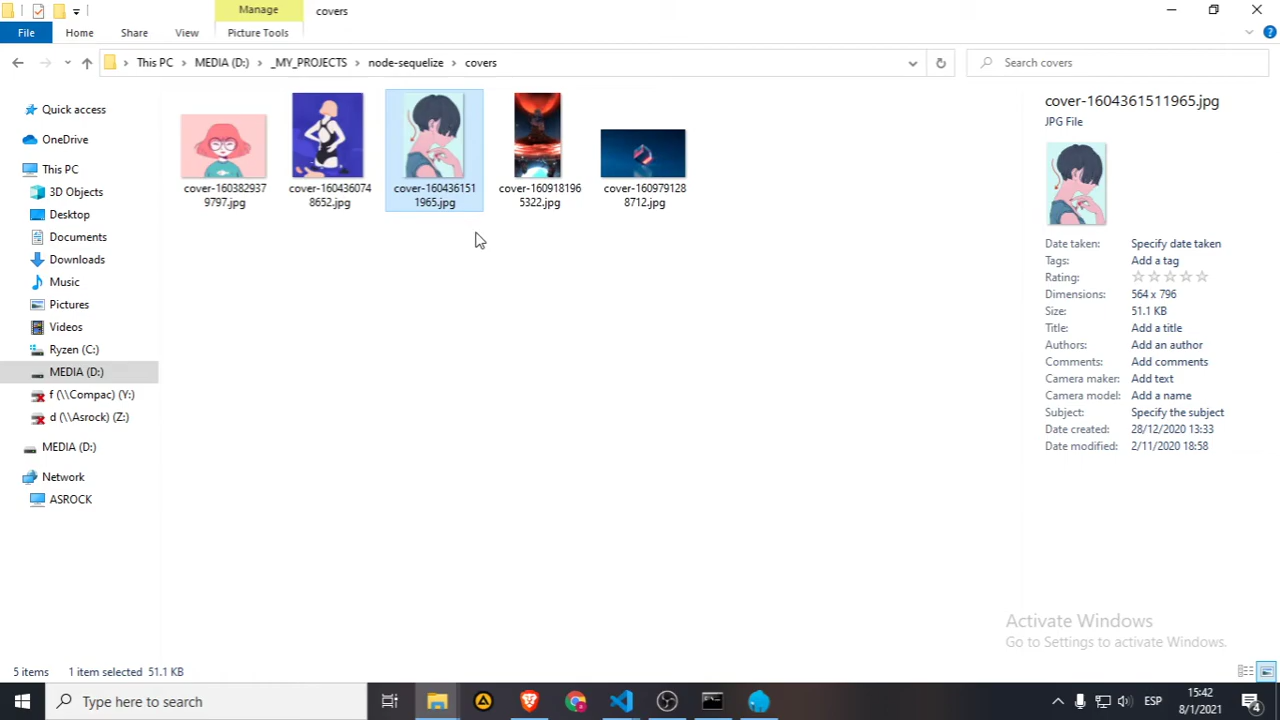 Manage
covers
File
Home
Share
View
Picture Tools
This PC
MEDIA (D:)
_MY_PROJECTS
node-sequelize
covers
Search covers
Quick access
OneDrive
This PC
3D Objects
Desktop
Documents
Downloads
Music
Pictures
Videos
Ryzen (C:)
MEDIA (D:)
f (\\Compac) (Y:)
d (\\Asrock) (Z:)
MEDIA (D:)
Network
ASROCK
cover-160382937
9797.jpg
cover-160436074
8652.jpg
cover-160436151
1965.jpg
cover-160918196
5322.jpg
cover-160979128
8712.jpg
cover-1604361511965.jpg
JPG File
Date taken: Specify date taken
Tags: Add a tag
Rating:
Dimensions: 564 x 796
Size: 51.1 KB
Title: Add a title
Authors: Add an author
Comments: Add comments
Camera maker: Add text
Camera model: Add a name
Subject: Specify the subject
Date created: 28/12/2020 13:33
Date modified: 2/11/2020 18:58
Activate Windows
Go to Settings to activate Windows.
5 items
1 item selected 51.1 KB
Type here to search
ESP
15:42
8/1/2021
4